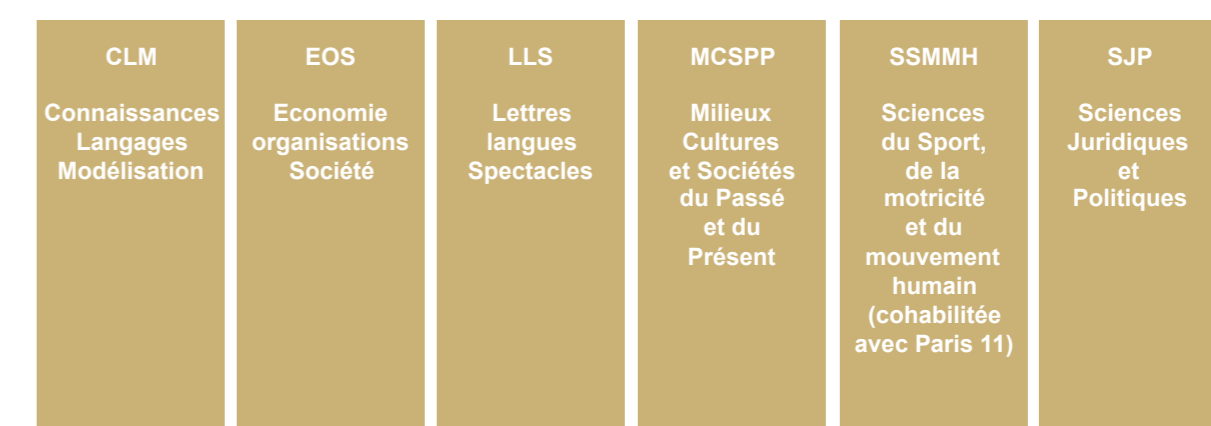 CLM
Connaissances
Langages
Modélisation
EOS
Economie
organisations
Société
LLS
Lettres
langues
Spectacles
MCSPP
Milieux
Cultures
et Sociétés
du Passé
et du
Présent
SSMMH
Sciences
du Sport,
de la
motricité
et du
mouvement
humain
(cohabilitée
avec Paris 11)
SJP
Sciences
Juridiques
et
Politiques